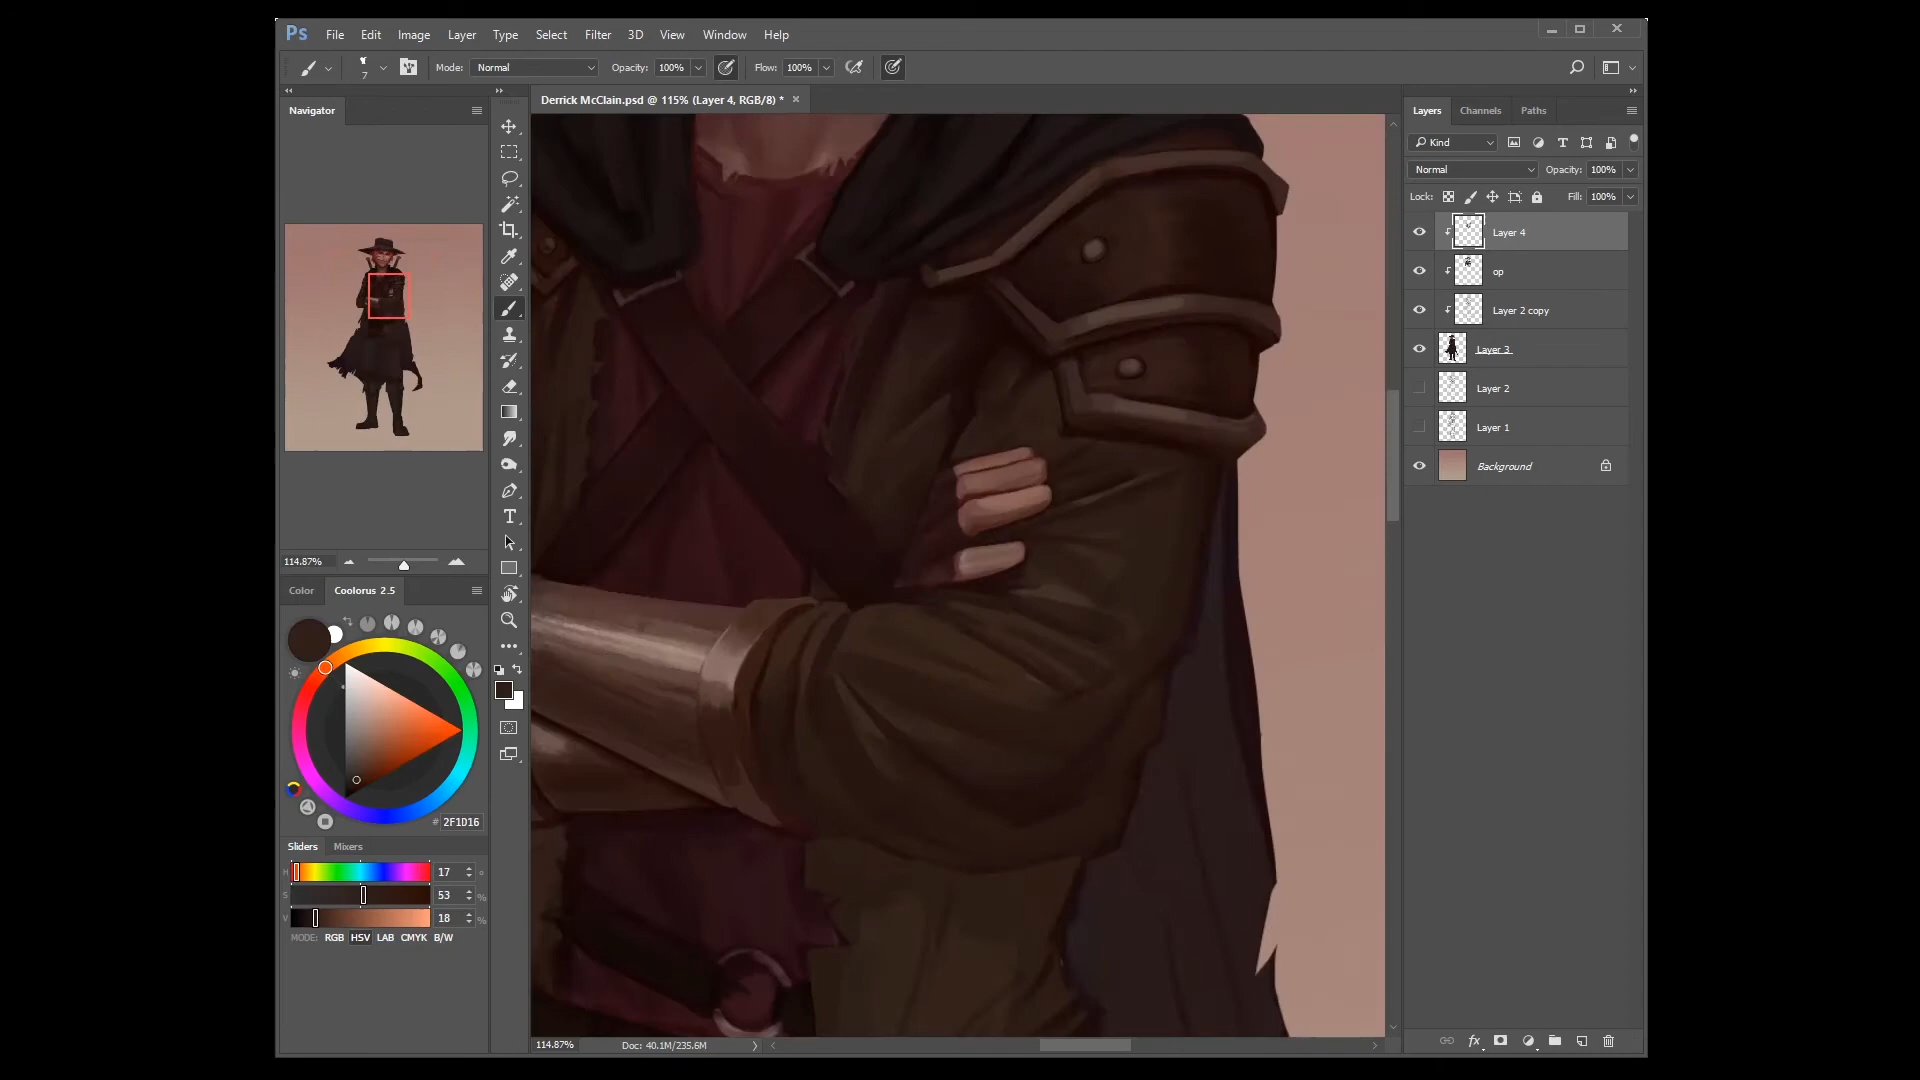 Ps File Edit Image Layer Type Select Filter 3D View Window Help
7 Mode: Normal Opacity: 100% Flow: 100%
Navigator
Derrick McClain.psd @ 115% (Layer 4, RGB/8) * ×
Layers Channels Paths
Kind
Normal Opacity: 100%
Lock: Fill: 100%
Layer 4
op
Layer 2 copy
Layer 3
Layer 2
Layer 1
Background
114.87%
Color Coolorus 2.5
# 2F1D16
Sliders Mixers
H 17 °
S 53 %
V 18 %
MODE: RGB HSV LAB CMYK B/W
114.87% Doc: 40.1M/235.6M
fx